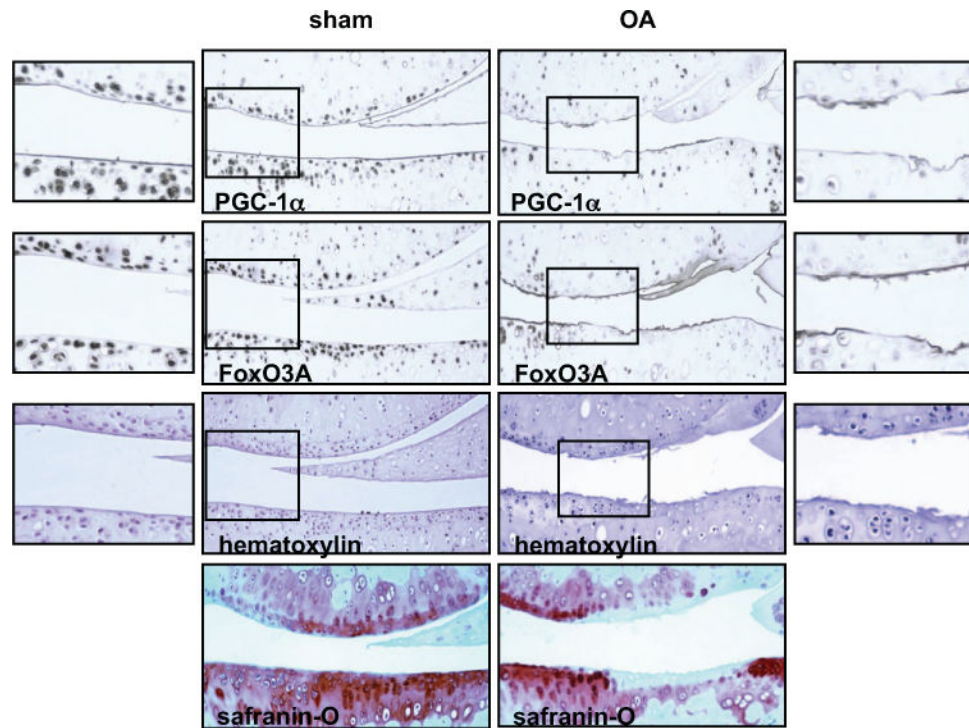 sham OA
PGC-1α PGC-1α
FoxO3A FoxO3A
hematoxylin hematoxylin
safranin-O safranin-O